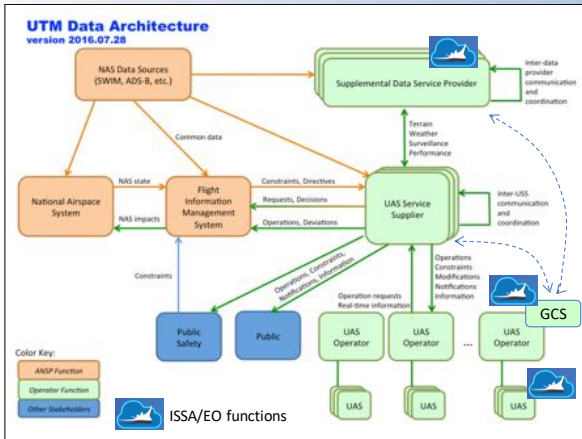 UTM Data Architecture
version 2016.07.28
NAS Data Sources
(SWIM, ADS-B, etc.)
Supplemental Data Service Provider
Inter-data
provider
communication
and
coordination
Common data
Terrain
Weather
Surveillance
Performance
National Airspace
System
NAS state
NAS impacts
Flight
Information
Management
System
Constraints, Directives
Requests, Decisions
Operations, Deviations
UAS Service
Supplier
Inter-USS
communication
and
coordination
Constraints
Operations, Constraints,
Notifications, Information
Operations
Constraints
Modifications
Notifications
Information
Operation requests
Real-time information
GCS
Public
Safety
Public
UAS
Operator
UAS
Operator
...
UAS
Operator
UAS
UAS
UAS
Color Key:
ANSP Function
Operator Function
Other Stakeholders
ISSA/EO functions